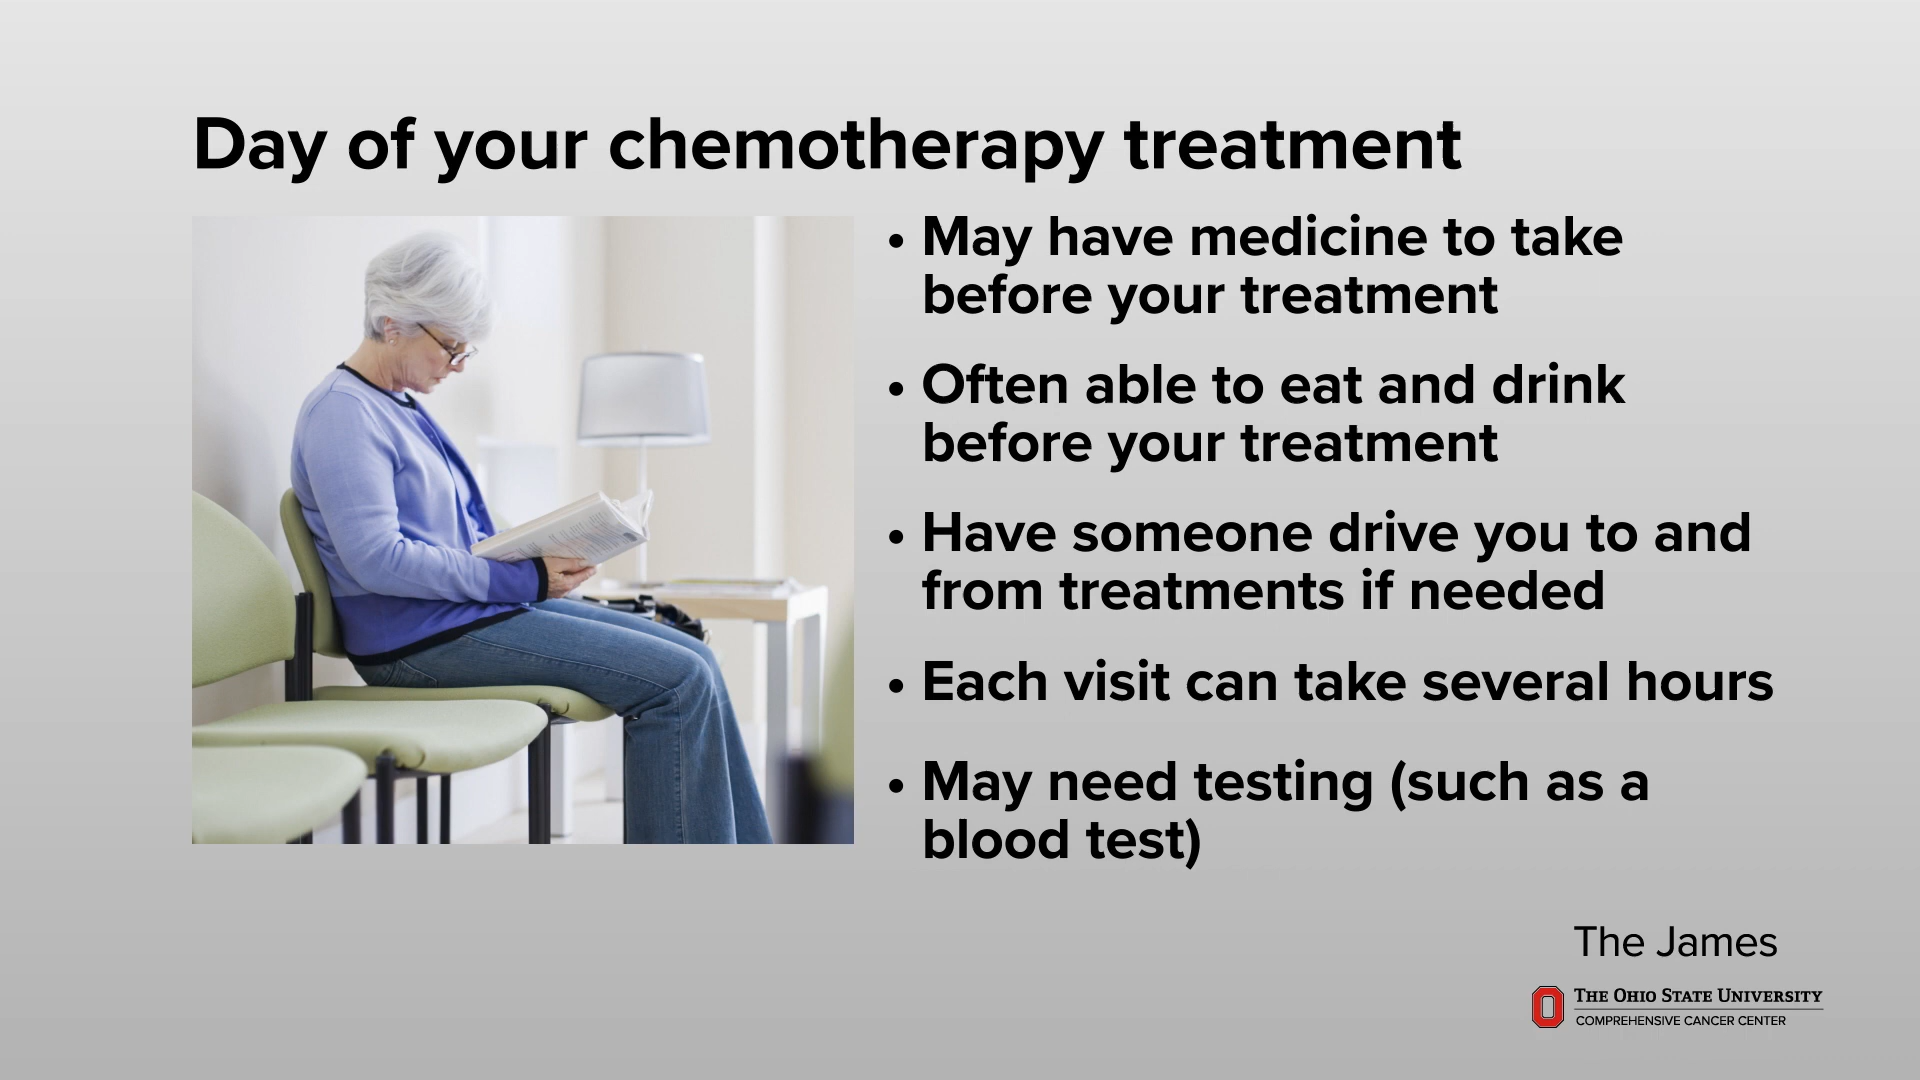 Day of your chemotherapy treatment
• May have medicine to take
before your treatment
• Often able to eat and drink
before your treatment
• Have someone drive you to and
from treatments if needed
• Each visit can take several hours
• May need testing (such as a
blood test)
The James
THE OHIO STATE UNIVERSITY
COMPREHENSIVE CANCER CENTER